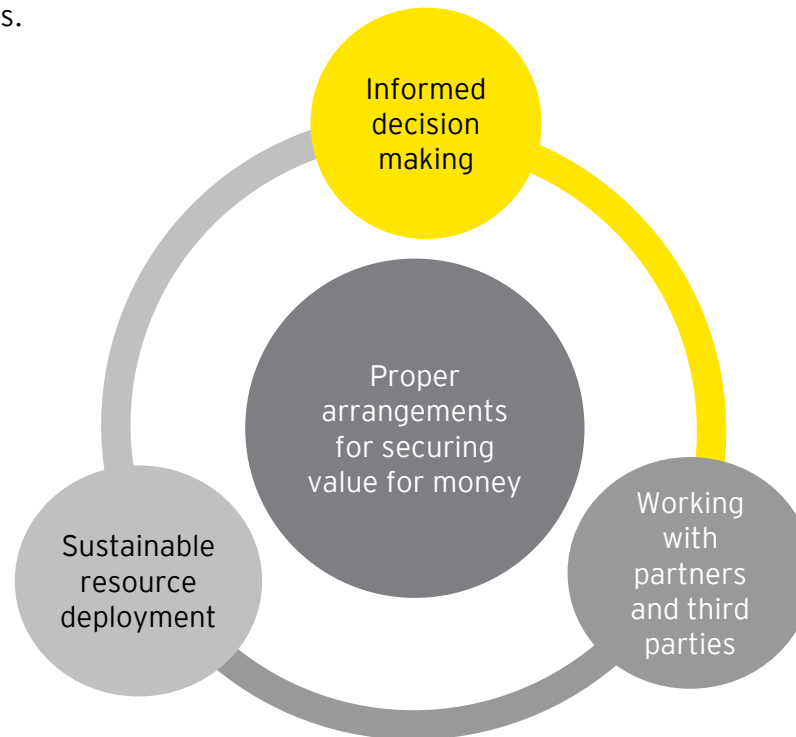 s.
Informed
decision
making
Proper
arrangements
for securing
value for money
Sustainable
resource
deployment
Working
with
partners
and third
parties